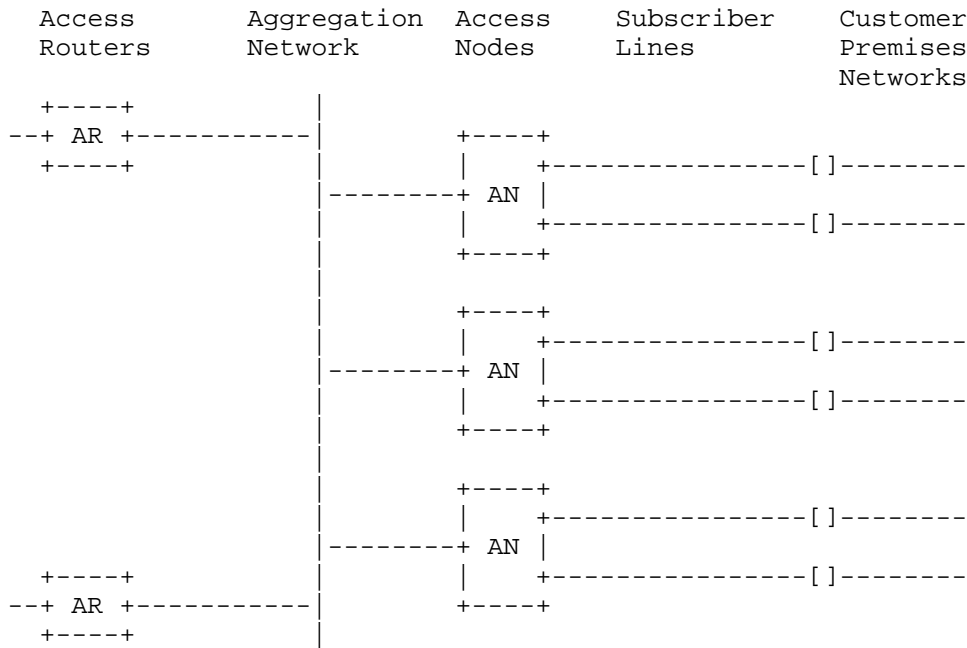 Access Aggregation Access Subscriber Customer
Routers Network Nodes Lines Premises
Networks
+----+ |
--+ AR +-----------| +----+
+----+ | | +----------------[]--------
|--------+ AN |
| | +----------------[]--------
| +----+
|
| +----+
| | +----------------[]--------
|--------+ AN |
| | +----------------[]--------
| +----+
|
| +----+
| | +----------------[]--------
|--------+ AN |
+----+ | | +----------------[]--------
--+ AR +-----------| +----+
+----+ |